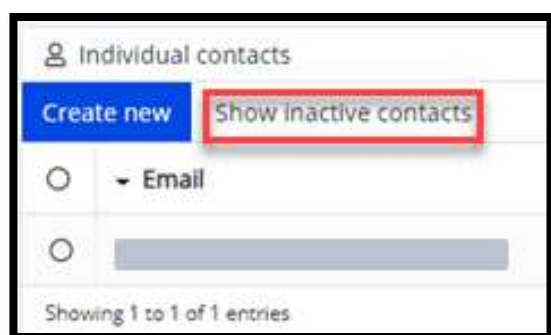 Individual contacts
Create new Show inactive contacts
Email
Showing 1 to 1 of 1 entries